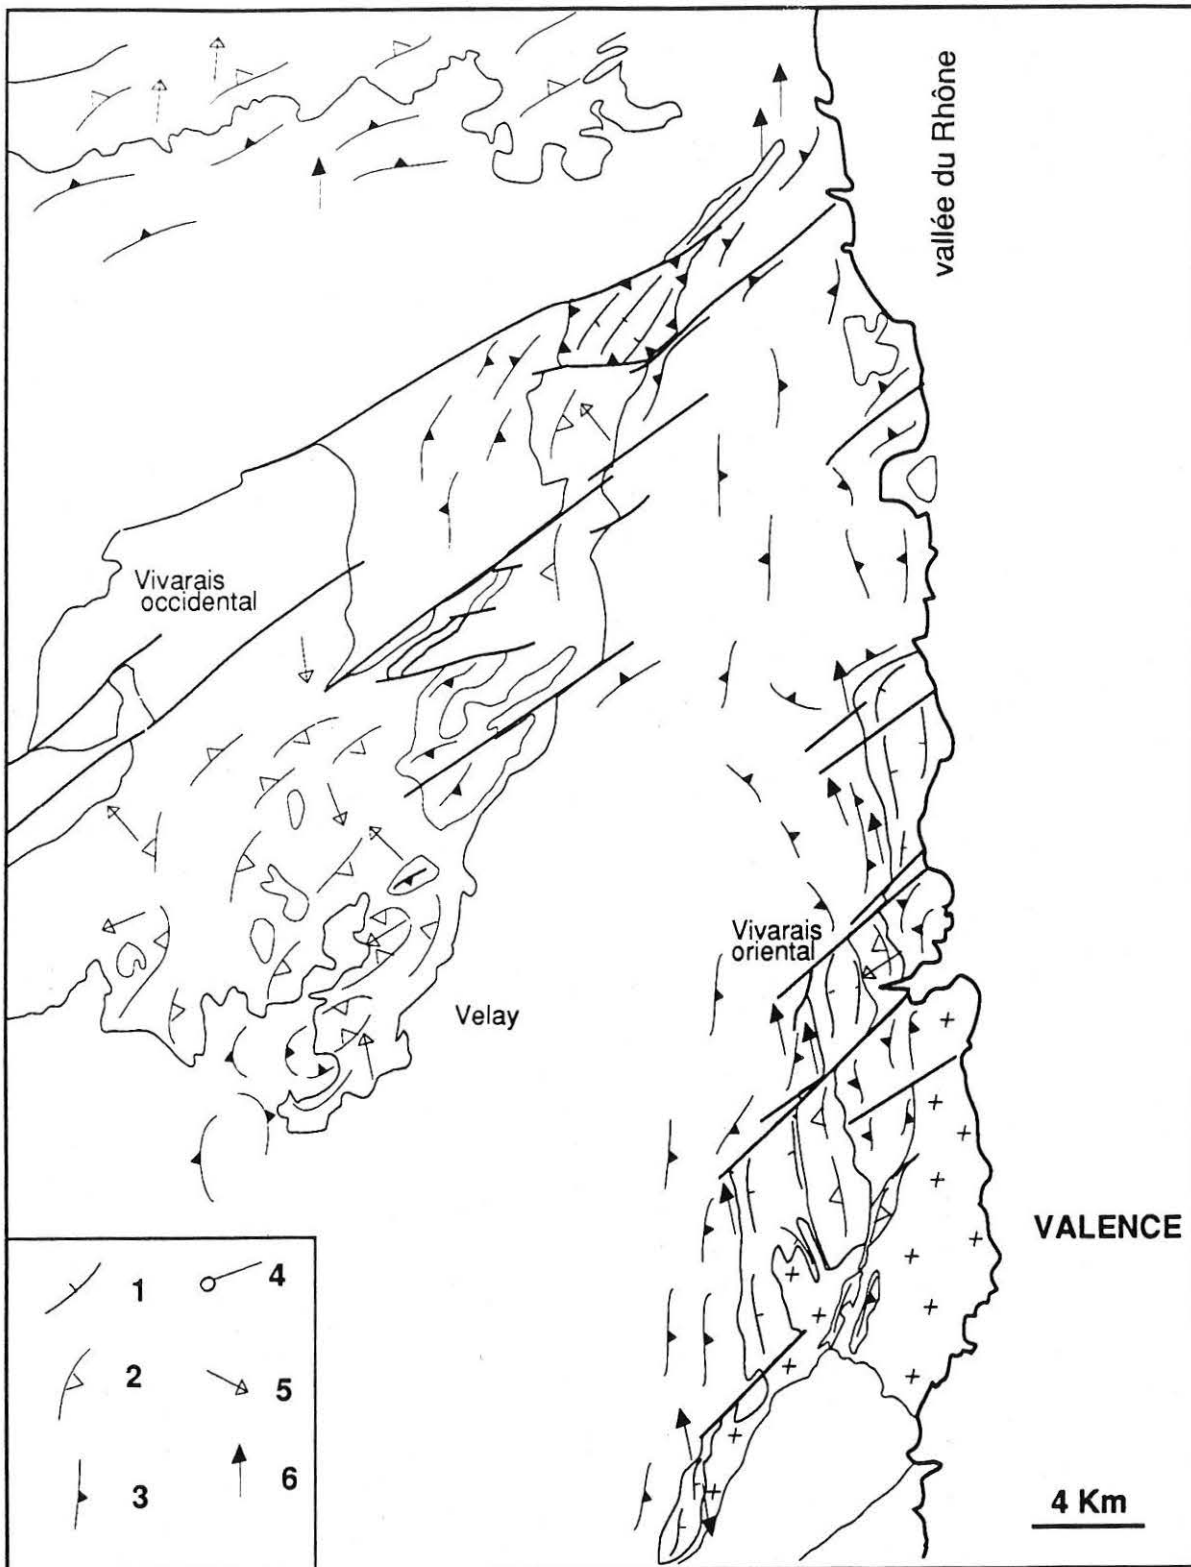 vallée du Rhône
Vivarais
occidental
Vivarais
oriental
Velay
VALENCE
1
4
2
5
3
6
4 Km